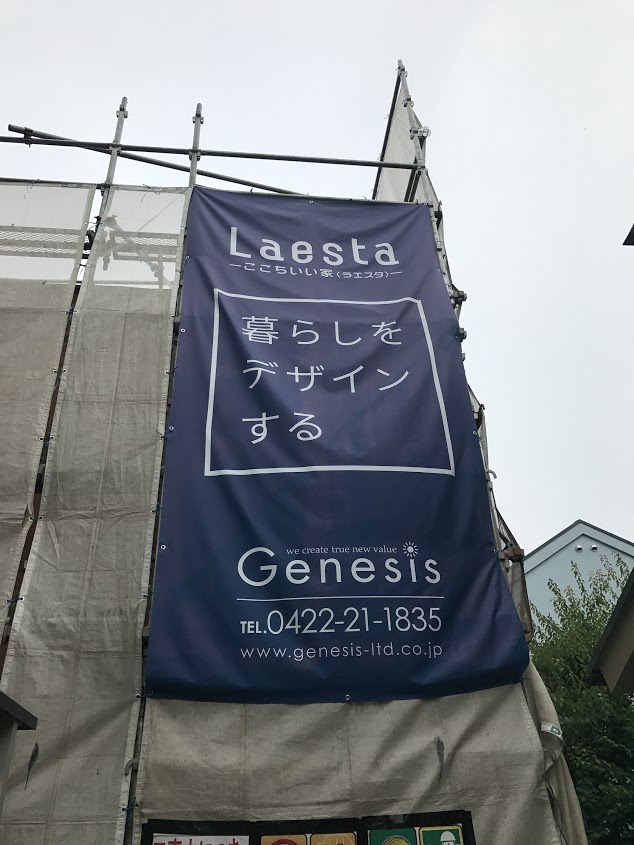 Laesta
ーここちいい家〈ラエスタ〉ー
暮らしを
デザイン
する
we create true new value
Genesis
TEL.0422-21-1835
www.genesis-ltd.co.jp